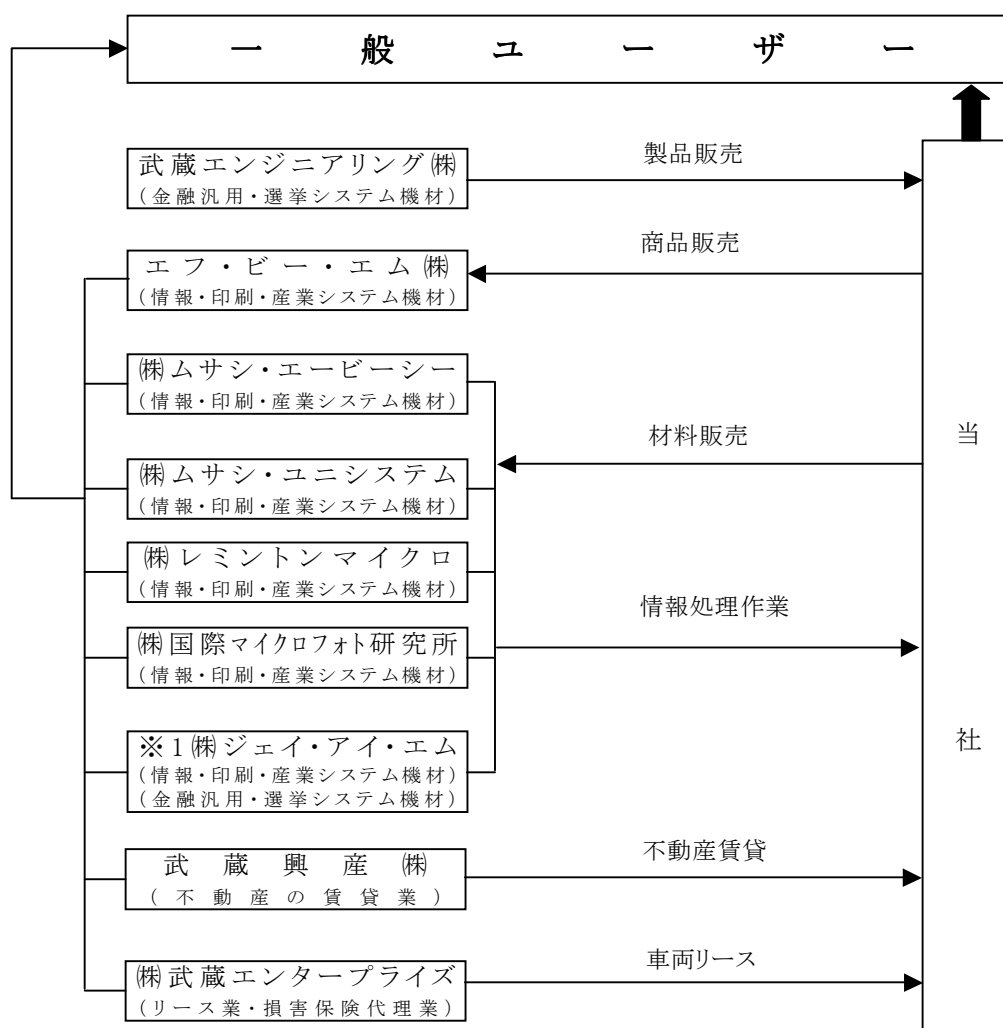 一般ユーザー
武蔵エンジニアリング㈱
(金融汎用・選挙システム機材)
製品販売
エフ・ビー・エム㈱
(情報・印刷・産業システム機材)
商品販売
㈱ムサシ・エービーシー
(情報・印刷・産業システム機材)
材料販売
当
㈱ムサシ・ユニシステム
(情報・印刷・産業システム機材)
㈱レミントンマイクロ
(情報・印刷・産業システム機材)
情報処理作業
㈱国際マイクロフォト研究所
(情報・印刷・産業システム機材)
※1㈱ジェイ・アイ・エム
(情報・印刷・産業システム機材)
(金融汎用・選挙システム機材)
社
武蔵興産㈱
(不動産の賃貸業)
不動産賃貸
㈱武蔵エンタープライズ
(リース業・損害保険代理業)
車両リース